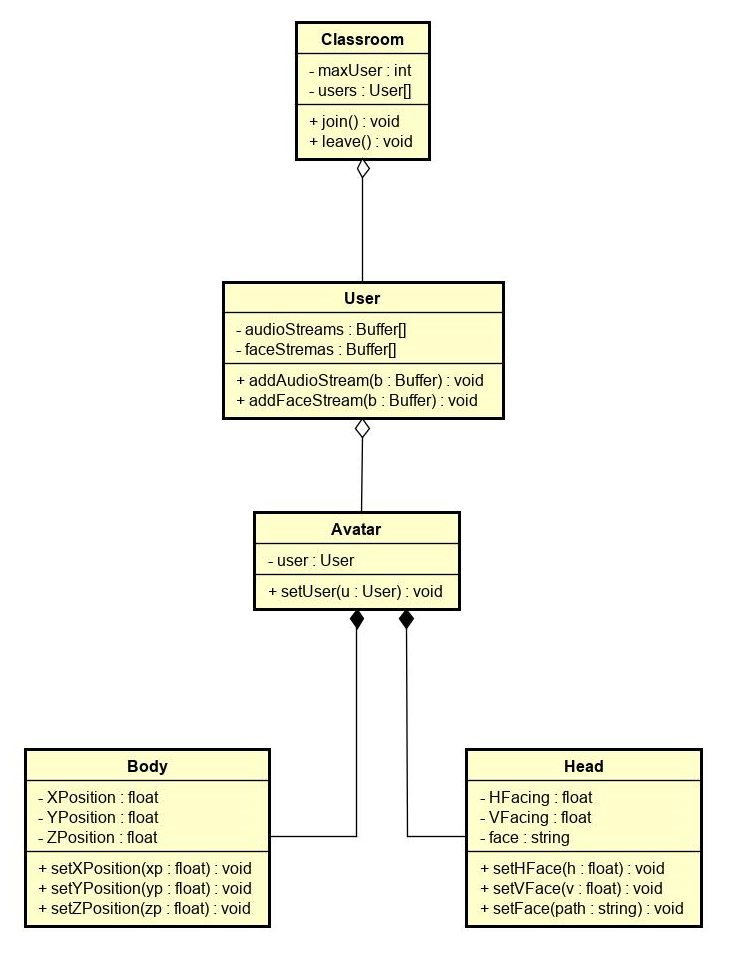 Classroom
- maxUser : int
- users : User[]
+ join() : void
+ leave() : void
User
- audioStreams : Buffer[]
- faceStremas : Buffer[]
+ addAudioStream(b : Buffer) : void
+ addFaceStream(b : Buffer) : void
Avatar
- user : User
+ setUser(u : User) : void
Body
- XPosition : float
- YPosition : float
- ZPosition : float
+ setXPosition(xp : float) : void
+ setYPosition(yp : float) : void
+ setZPosition(zp : float) : void
Head
- HFacing : float
- VFacing : float
- face : string
+ setHFace(h : float) : void
+ setVFace(v : float) : void
+ setFace(path : string) : void